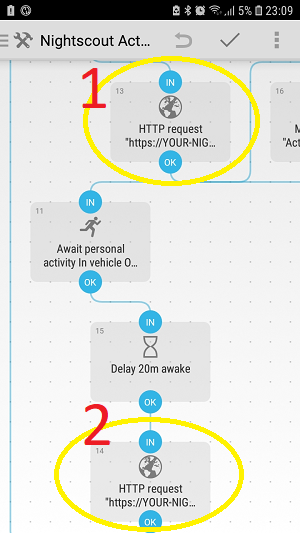 5% 23:09
Nightscout Act...
1
IN
13
16
HTTP request
"https://YOUR-NIG...
M
"Act
OK
IN
11
Await personal
activity In vehicle O...
OK
IN
15
Delay 20m awake
OK
2
IN
14
HTTP request
"https://YOUR-NIG...
OK